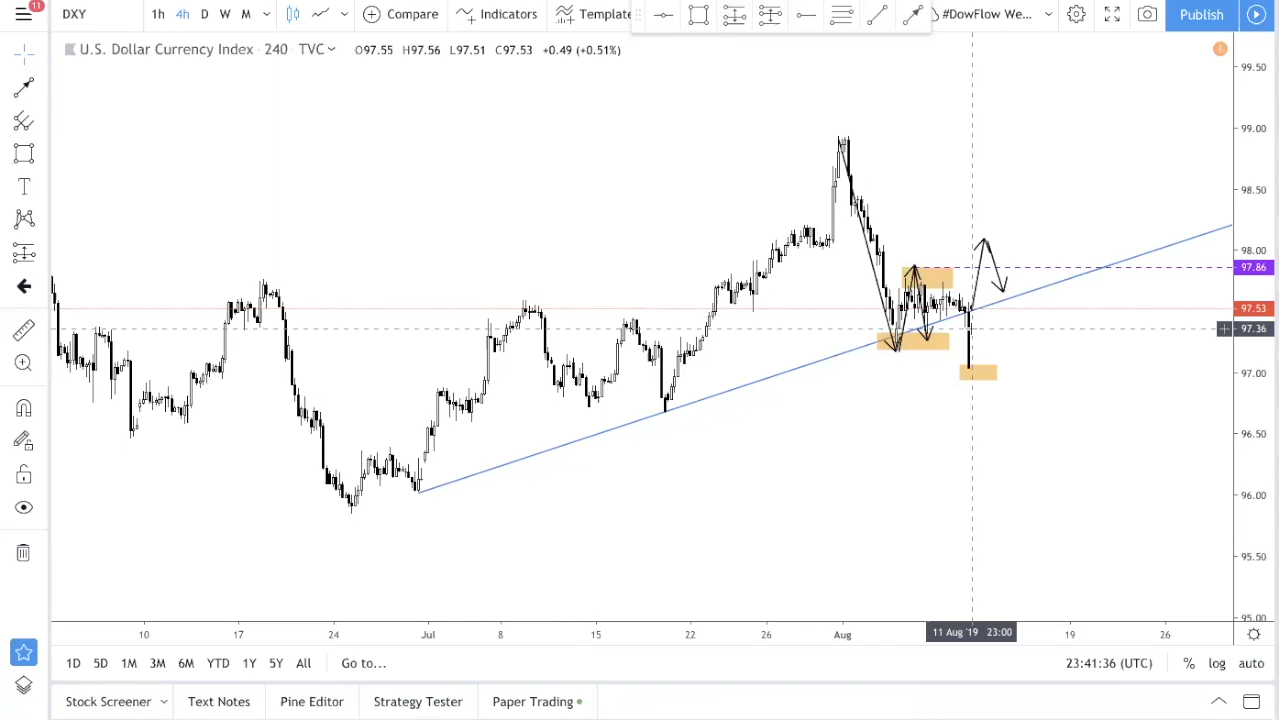 11
DXY 1h 4h D W M Compare Indicators Template #DowFlow We... Publish
U.S. Dollar Currency Index · 240 TVC O97.55 H97.56 L97.51 C97.53 +0.49 (+0.51%)
99.50
99.00
98.50
98.00
97.86
97.53
97.36
97.00
96.50
96.00
95.50
95.00
10 17 24 Jul 8 15 22 26 Aug 11 Aug '19 23:00 19 26
1D 5D 1M 3M 6M YTD 1Y 5Y All Go to... 23:41:36 (UTC) % log auto
Stock Screener Text Notes Pine Editor Strategy Tester Paper Trading